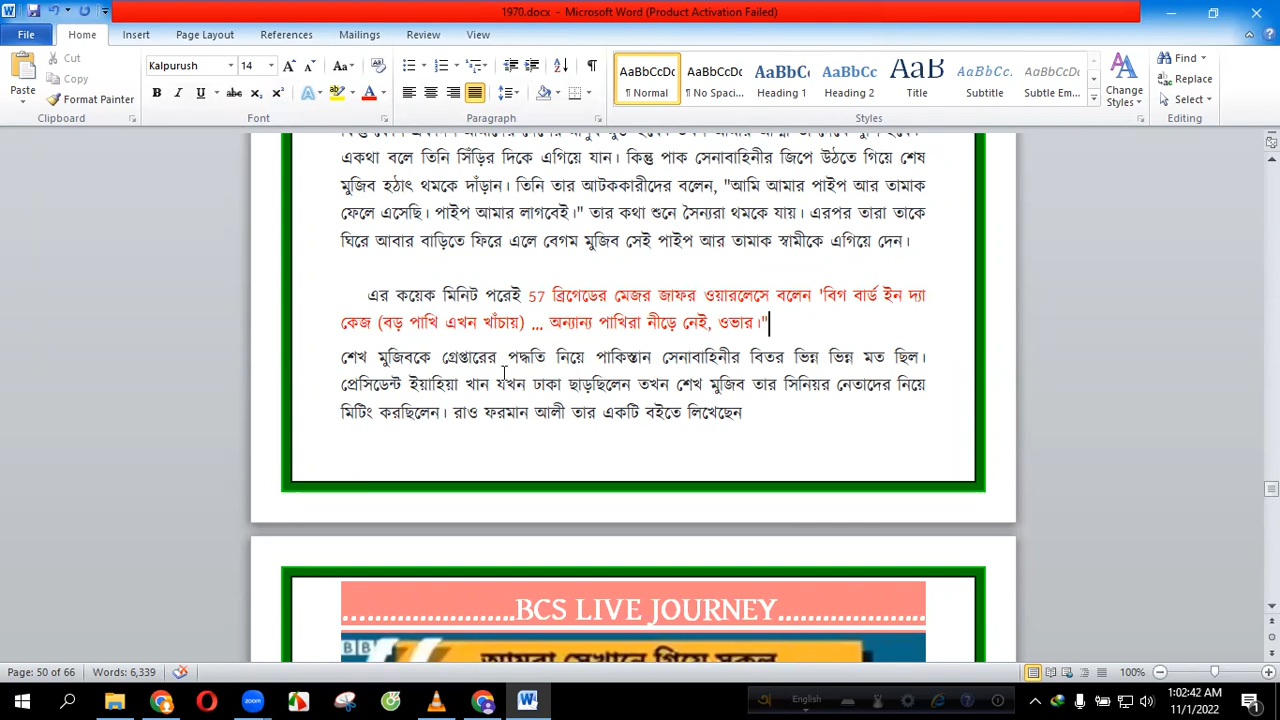 1970.docx - Microsoft Word (Product Activation Failed)
File Home Insert Page Layout References Mailings Review View
Paste
Cut
Copy
Format Painter
Clipboard
Kalpurush 14
Font
Paragraph
AaBbCcDc AaBbCcDc AaBbCc AaBbCc AaB AaBbCcL AaBbCcDc
¶ Normal ¶ No Spaci... Heading 1 Heading 2 Title Subtitle Subtle Em...
Change Styles
Styles
Find
Replace
Select
Editing
একথা বলে তিনি সিঁড়ির দিকে এগিয়ে যান। কিন্তু পাক সেনাবাহিনীর জিপে উঠতে গিয়ে শেষ
মুজিব হঠাৎ থমকে দাঁড়ান। তিনি তার আটককারীদের বলেন, "আমি আমার পাইপ আর তামাক
ফেলে এসেছি। পাইপ আমার লাগবেই।" তার কথা শুনে সৈন্যরা থমকে যায়। এরপর তারা তাকে
ঘিরে আবার বাড়িতে ফিরে এলে বেগম মুজিব সেই পাইপ আর তামাক স্বামীকে এগিয়ে দেন।
এর কয়েক মিনিট পরেই 57 ব্রিগেডের মেজর জাফর ওয়ারলেসে বলেন 'বিগ বার্ড ইন দ্যা
কেজ (বড় পাখি এখন খাঁচায়) ... অন্যান্য পাখিরা নীড়ে নেই, ওভার।"
শেখ মুজিবকে গ্রেপ্তারের পদ্ধতি নিয়ে পাকিস্তান সেনাবাহিনীর বিতর ভিন্ন ভিন্ন মত ছিল।
প্রেসিডেন্ট ইয়াহিয়া খান যখন ঢাকা ছাড়ছিলেন তখন শেখ মুজিব তার সিনিয়র নেতাদের নিয়ে
মিটিং করছিলেন। রাও ফরমান আলী তার একটি বইতে লিখেছেন
......................BCS LIVE JOURNEY......................
BB
আমরা সেখানে গিয়ে সকল
Page: 50 of 66 Words: 6,339 100%
zoom English 1:02:42 AM
11/1/2022